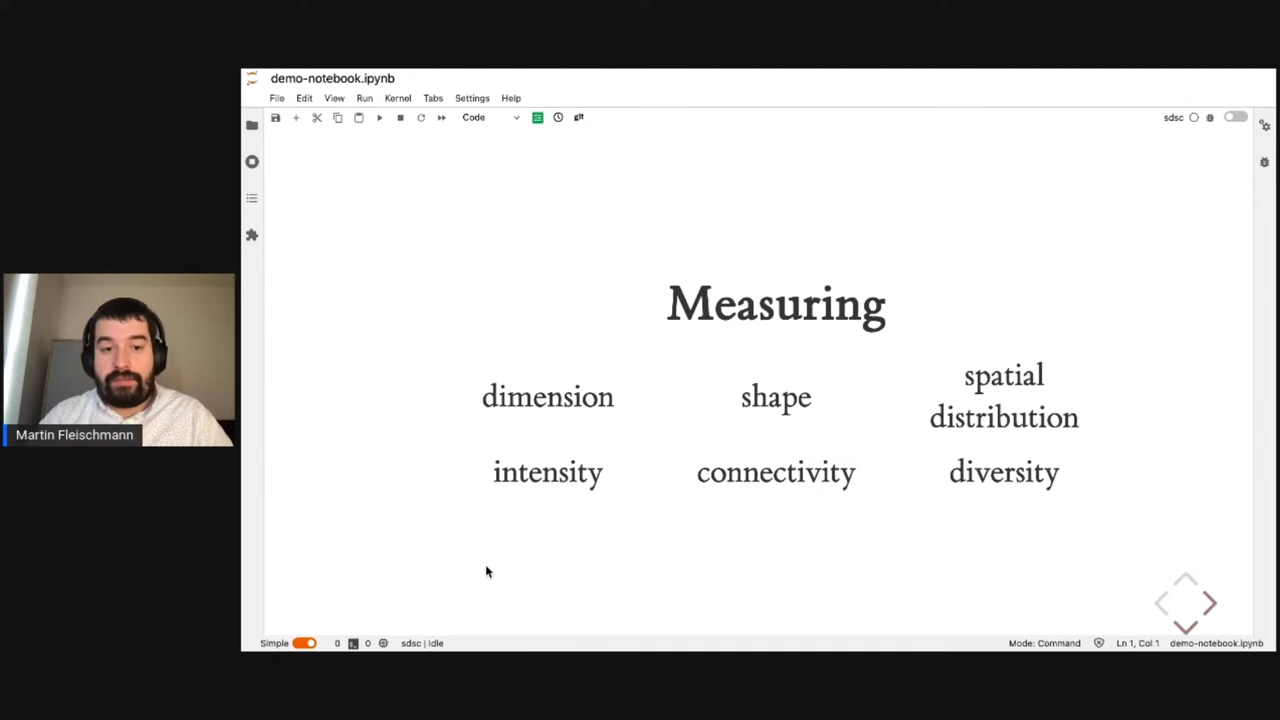 demo-notebook.ipynb
File Edit View Run Kernel Tabs Settings Help
Code git sdsc
Measuring
dimension shape spatial distribution
intensity connectivity diversity
Martin Fleischmann
Simple 0 0 sdsc | Idle Mode: Command Ln 1, Col 1 demo-notebook.ipynb